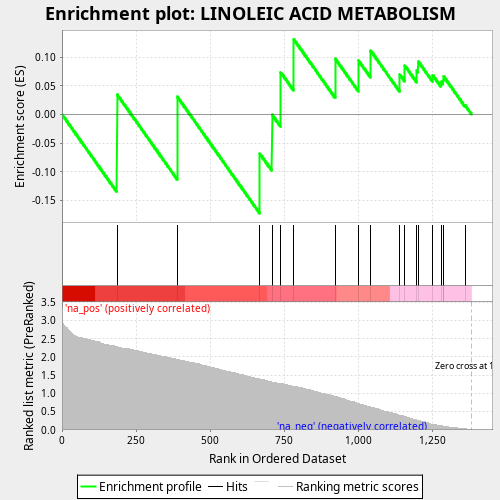 Enrichment plot: LINOLEIC ACID METABOLISM
Enrichment score (ES)
0.10
0.05
0.00
-0.05
-0.10
-0.15
'na_pos' (positively correlated)
Ranked list metric (PreRanked)
3.5
3.0
2.5
2.0
1.5
1.0
0.5
0.0
Zero cross at 1
'na_neg' (negatively correlated)
0
250
500
750
1,000
1,250
Rank in Ordered Dataset
Enrichment profile
Hits
Ranking metric scores